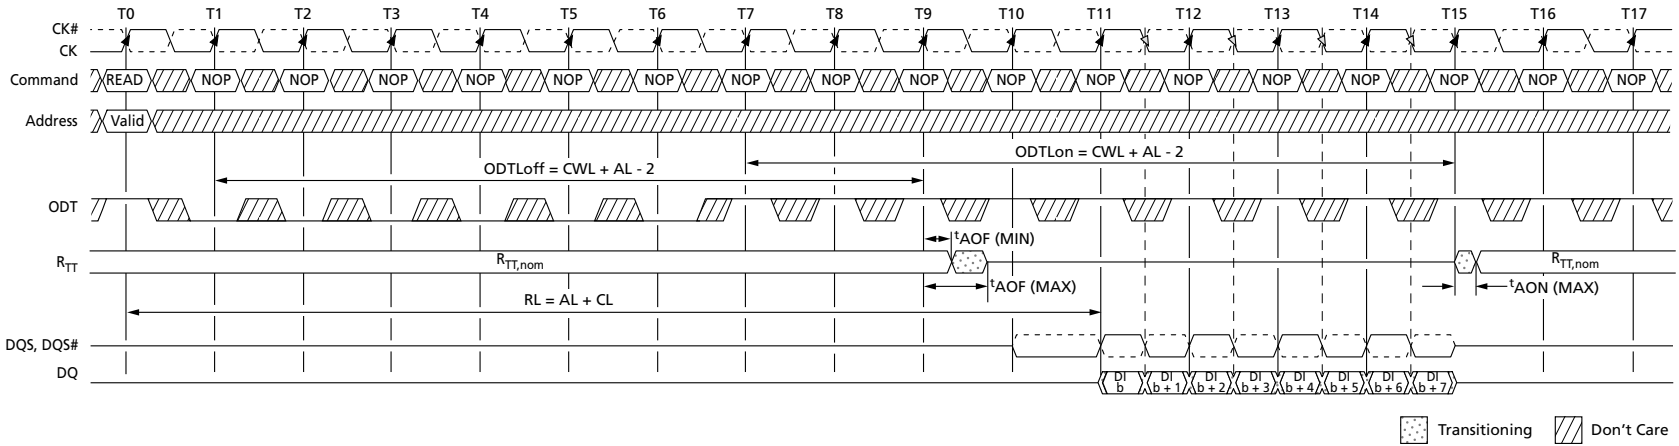 T0 T1 T2 T3 T4 T5 T6 T7 T8 T9 T10 T11 T12 T13 T14 T15 T16 T17
CK#
CK
Command READ NOP NOP NOP NOP NOP NOP NOP NOP NOP NOP NOP NOP NOP NOP NOP NOP NOP
Address Valid
ODTLon = CWL + AL - 2
ODTLoff = CWL + AL - 2
ODT
tAOF (MIN)
RTT RTT,nom RTT,nom
tAOF (MAX) tAON (MAX)
RL = AL + CL
DQS, DQS#
DQ DI b DI b + 1 DI b + 2 DI b + 3 DI b + 4 DI b + 5 DI b + 6 DI b + 7
Transitioning Don't Care